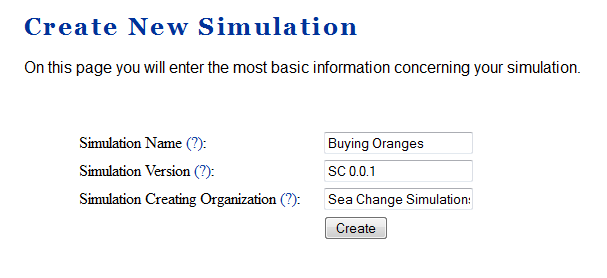 Create New Simulation
On this page you will enter the most basic information concerning your simulation.
Simulation Name (?): Buying Oranges
Simulation Version (?): SC 0.0.1
Simulation Creating Organization (?): Sea Change Simulations
Create